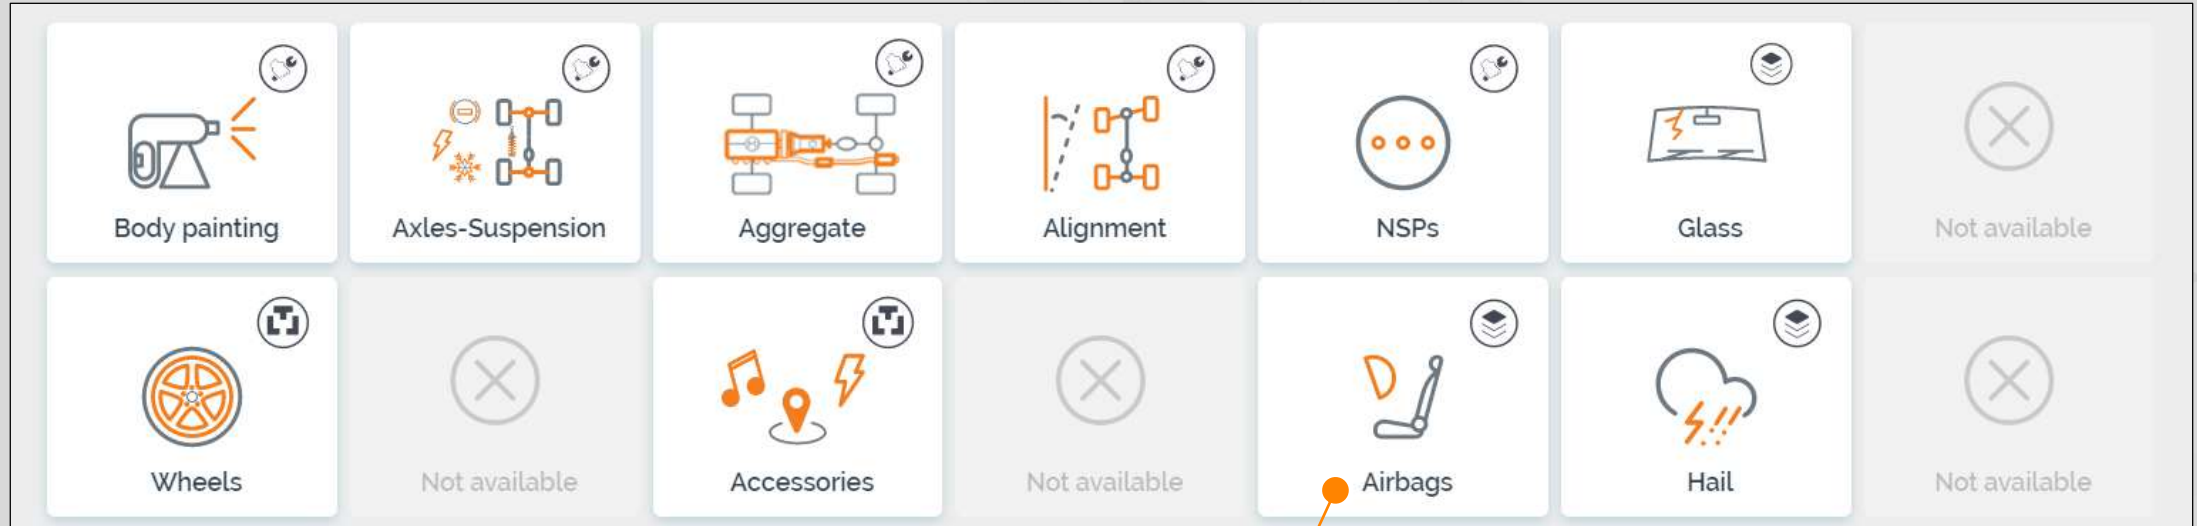 Body painting
Axles-Suspension
Aggregate
Alignment
NSPs
Glass
Not available
Wheels
Not available
Accessories
Not available
Airbags
Hail
Not available